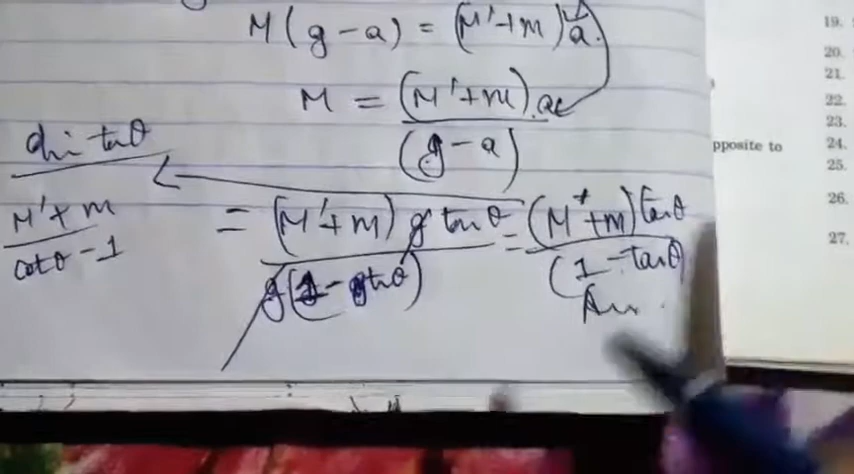 M(g-a) = (M'+m)a.
M = (M'+m).a
(g-a)
div tanθ
M'+m
cotθ-1
= (M'+m) g tanθ
g(1- tanθ)
= (M'+m) tanθ
(1-tanθ)
Ans.
19.
20.
21.
22.
23.
pposite to 24.
25.
26.
27.